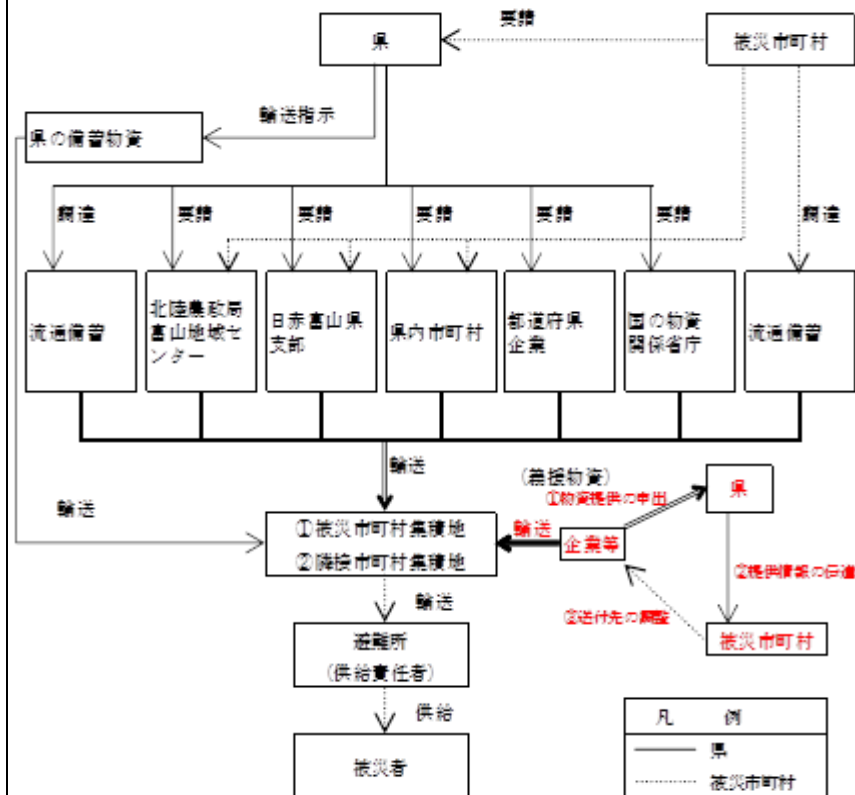 要請
県
被災市町村
輸送指示
県の備蓄物資
調達
要請
要請
要請
要請
要請
調達
流通備蓄
北陸農政局
富山地域セ
ンター
日赤富山県
支部
県内市町村
都道府県
企業
国の物資
関係省庁
流通備蓄
輸送
(義援物資)
①物資提供の申出
県
輸送
①被災市町村集積地
②隣接市町村集積地
輸送
企業等
②提供情報の伝達
③送付先の調整
被災市町村
輸送
避難所
(供給責任者)
供給
被災者
凡 例
県
被災市町村